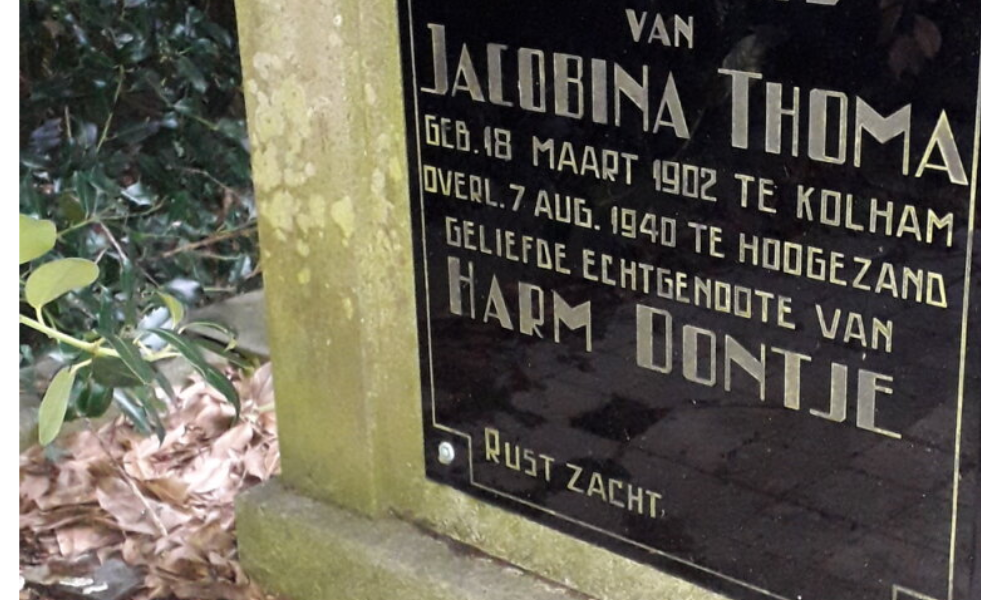 VAN
JACOBINA THOMA
GEB. 18 MAART 1902 TE KOLHAM
OVERL. 7 AUG. 1940 TE HOOGEZAND
GELIEFDE ECHTGENOOTE VAN
HARM DONTJE
RUST ZACHT.